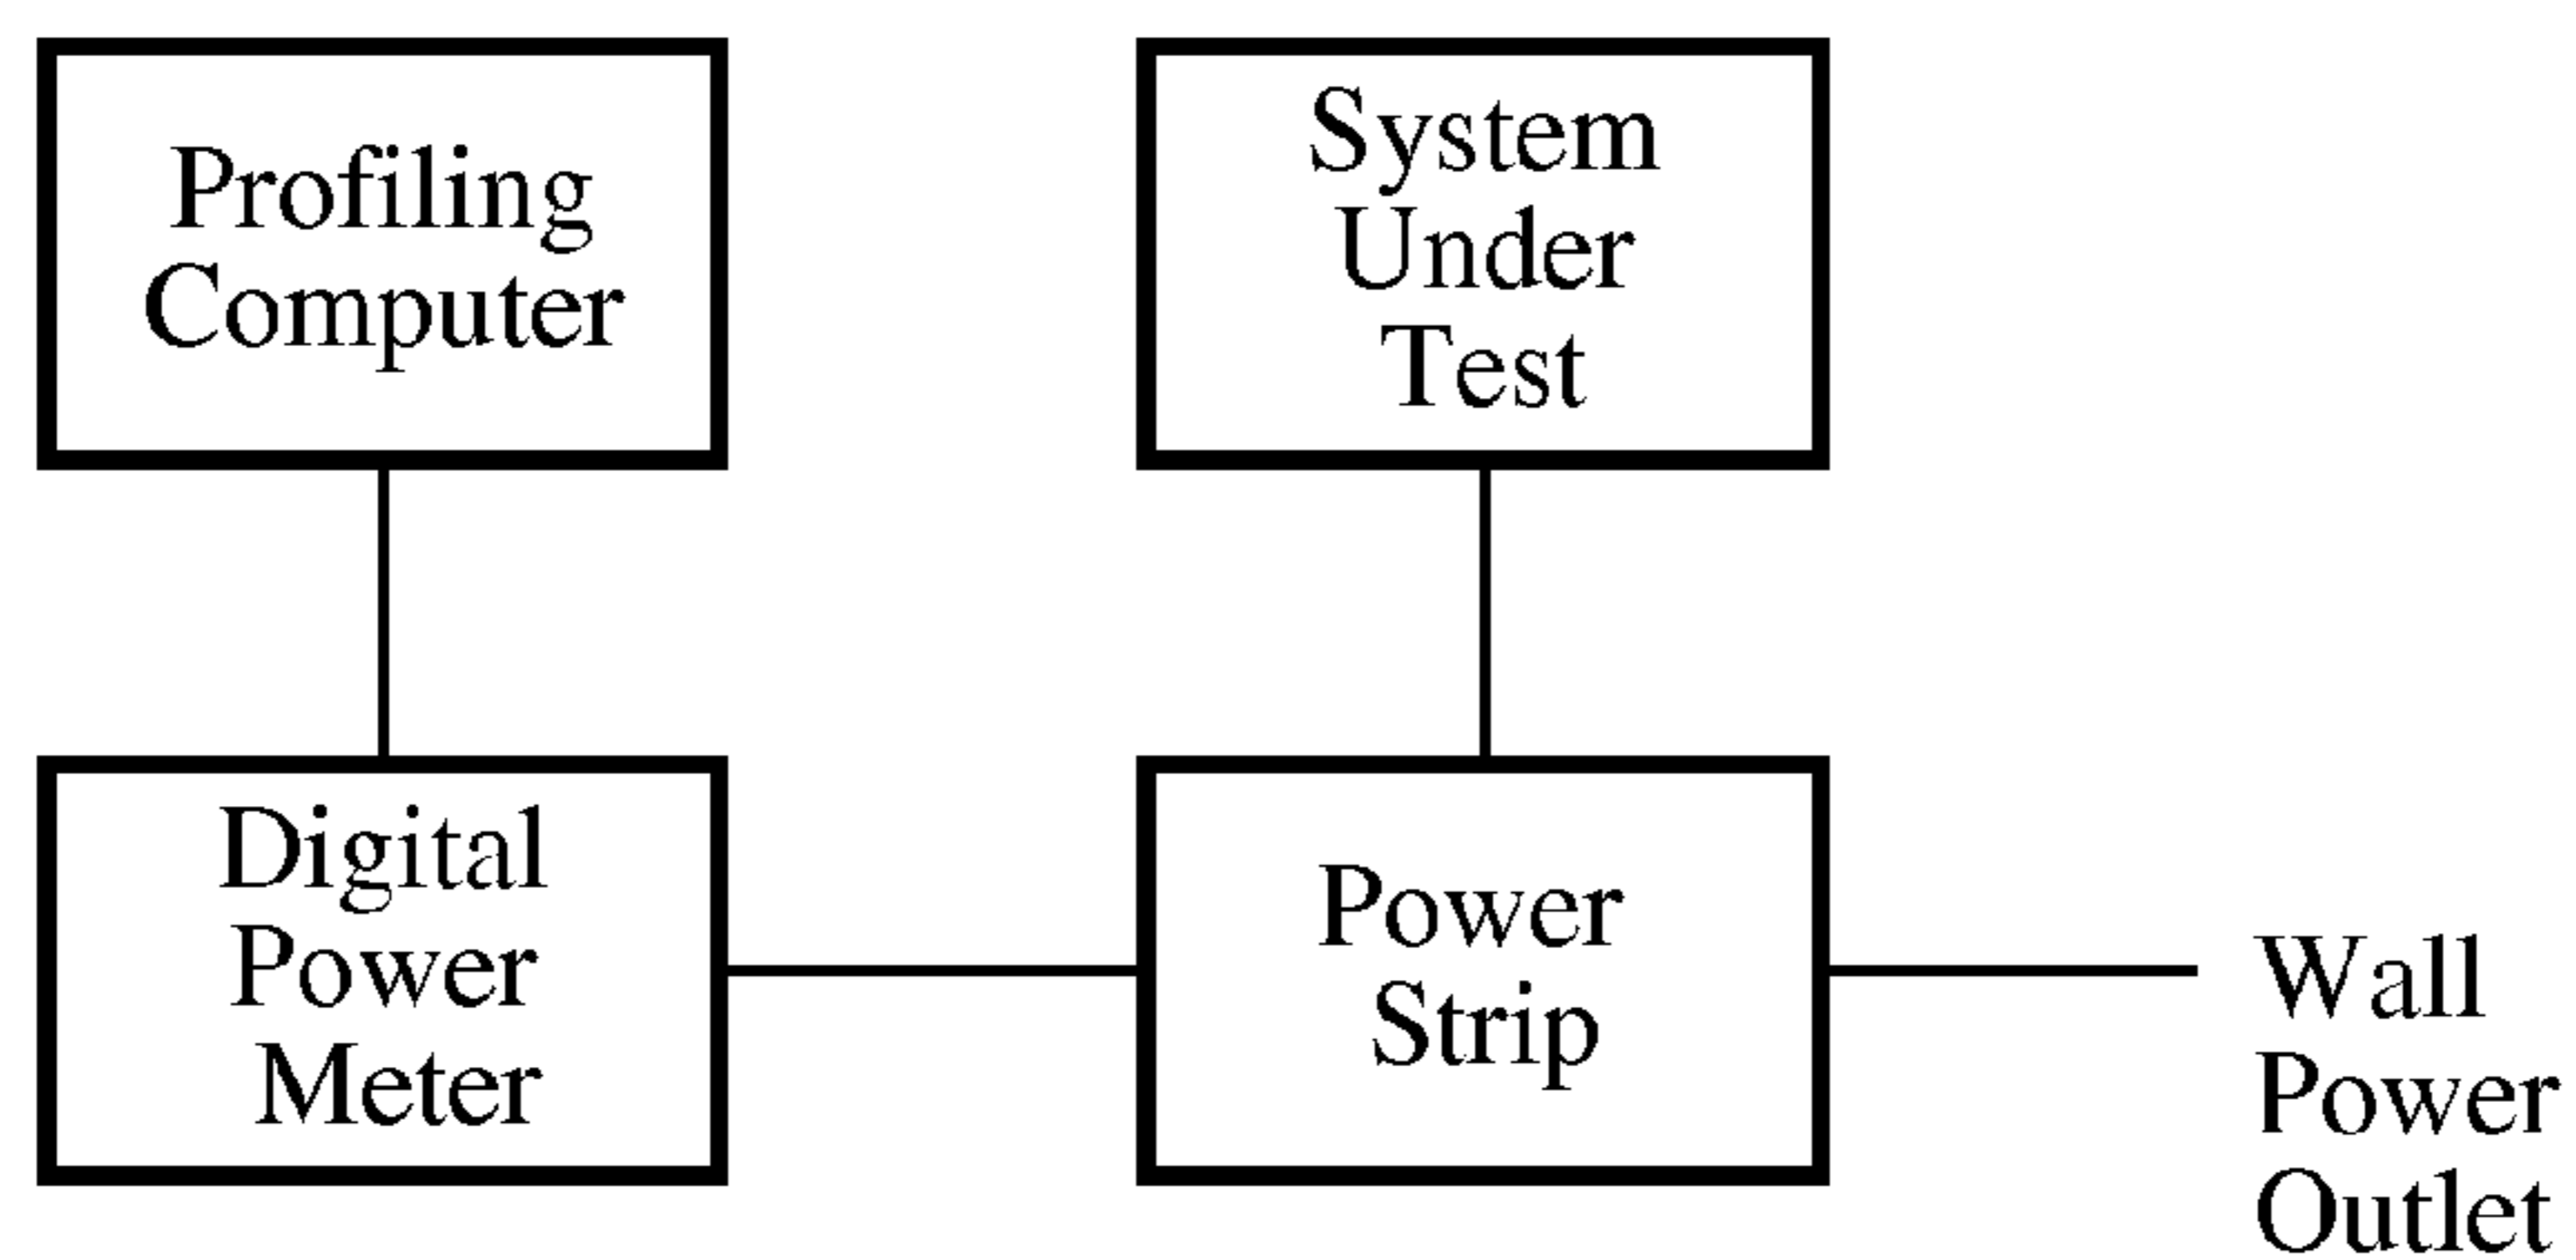 Profiling
Computer
System
Under
Test
Digital
Power
Meter
Power
Strip
Wall
Power
Outlet